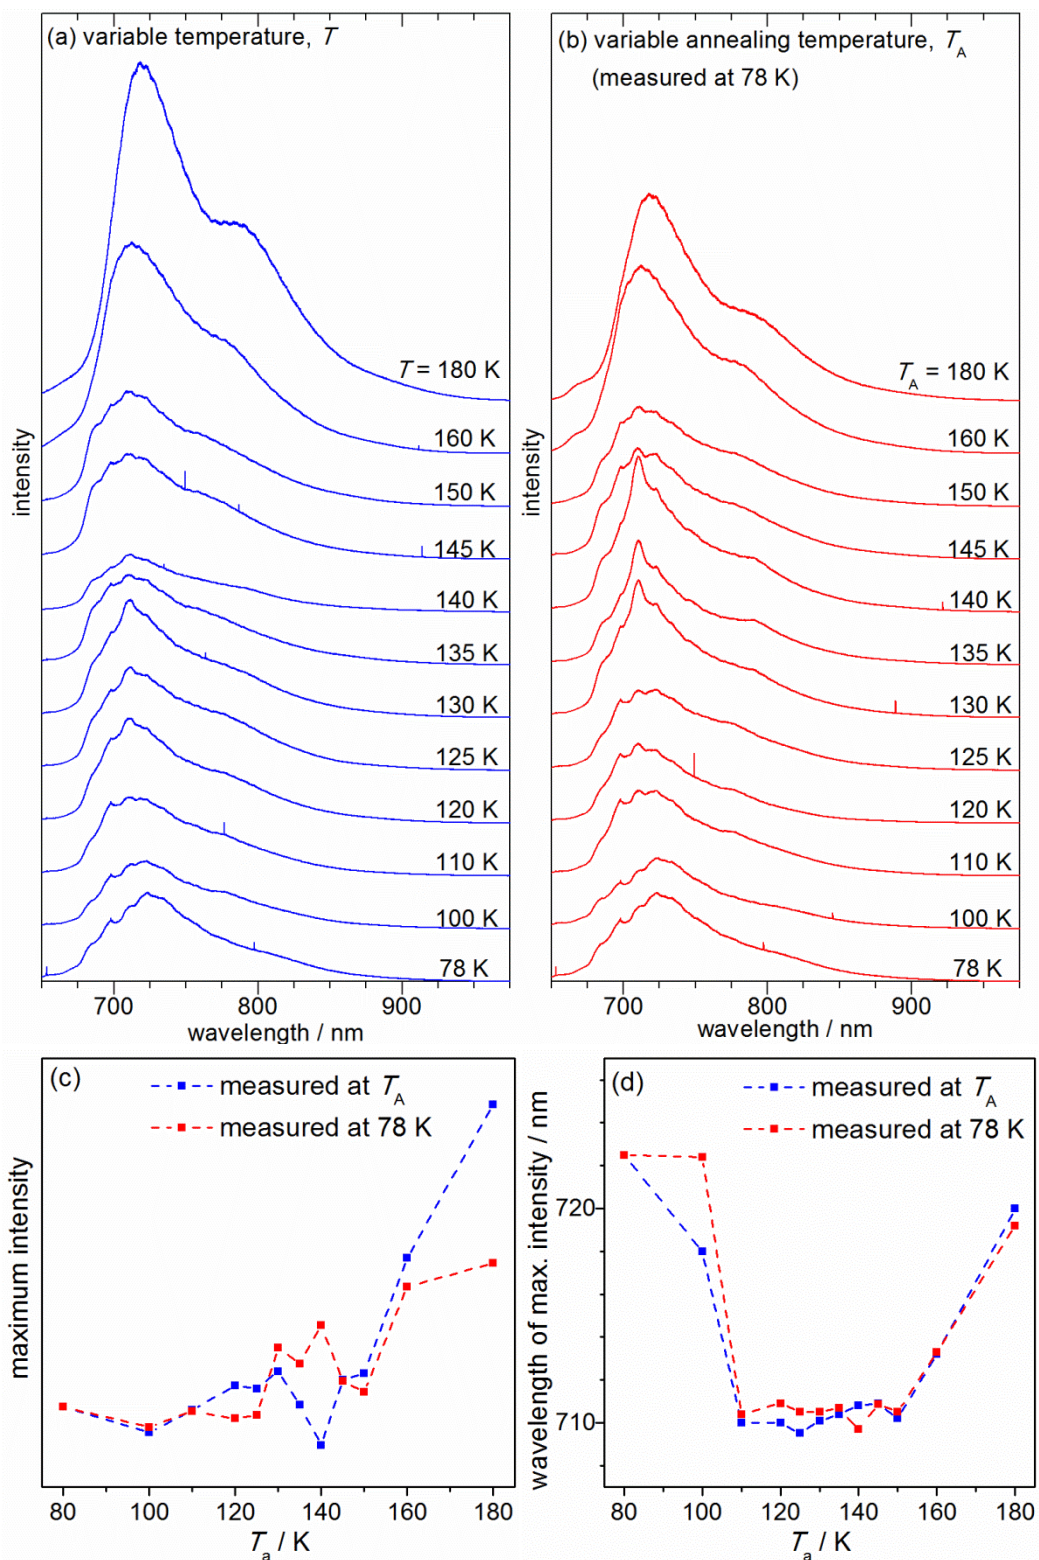 (a) variable temperature, T
T = 180 K
160 K
150 K
145 K
140 K
135 K
130 K
125 K
120 K
110 K
100 K
78 K
intensity
700 800 900
wavelength / nm
(b) variable annealing temperature, TA
(measured at 78 K)
TA = 180 K
160 K
150 K
145 K
140 K
135 K
130 K
125 K
120 K
110 K
100 K
78 K
intensity
700 800 900
wavelength / nm
(c)
measured at TA
measured at 78 K
maximum intensity
80 100 120 140 160 180
Ta / K
(d)
measured at TA
measured at 78 K
wavelength of max. intensity / nm
720
710
80 100 120 140 160 180
Ta / K